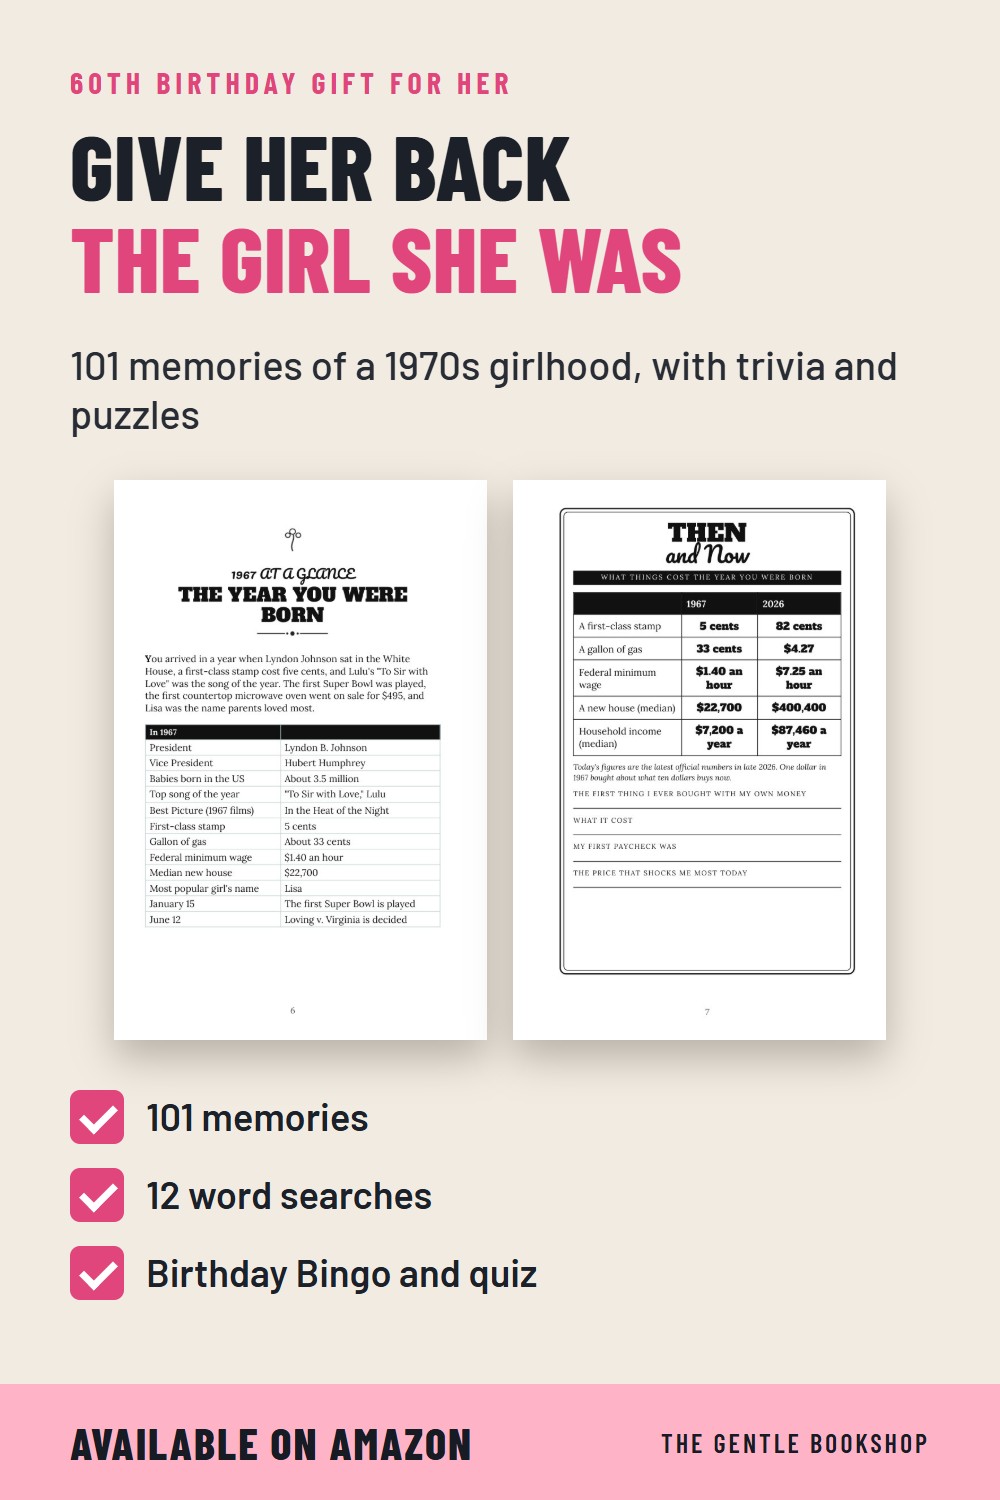 60TH BIRTHDAY GIFT FOR HER
GIVE HER BACK
THE GIRL SHE WAS
101 memories of a 1970s girlhood, with trivia and
puzzles
1967 AT A GLANCE
THE YEAR YOU WERE
BORN
You arrived in a year when Lyndon Johnson sat in the White
House, a first-class stamp cost five cents, and Lulu's "To Sir with
Love" was the song of the year. The first Super Bowl was played,
the first countertop microwave oven went on sale for $495, and
Lisa was the name parents loved most.
In 1967
President Lyndon B. Johnson
Vice President Hubert Humphrey
Babies born in the US About 3.5 million
Top song of the year "To Sir with Love," Lulu
Best Picture (1967 films) In the Heat of the Night
First-class stamp 5 cents
Gallon of gas About 33 cents
Federal minimum wage $1.40 an hour
Median new house $22,700
Most popular girl's name Lisa
January 15 The first Super Bowl is played
June 12 Loving v. Virginia is decided
6
THEN
and Now
WHAT THINGS COST THE YEAR YOU WERE BORN
1967 2026
A first-class stamp 5 cents 82 cents
A gallon of gas 33 cents $4.27
Federal minimum wage $1.40 an hour $7.25 an hour
A new house (median) $22,700 $400,400
Household income (median) $7,200 a year $87,460 a year
Today's figures are the latest official numbers in late 2026. One dollar in
1967 bought about what ten dollars buys now.
THE FIRST THING I EVER BOUGHT WITH MY OWN MONEY
WHAT IT COST
MY FIRST PAYCHECK WAS
THE PRICE THAT SHOCKS ME MOST TODAY
7
101 memories
12 word searches
Birthday Bingo and quiz
AVAILABLE ON AMAZON
THE GENTLE BOOKSHOP